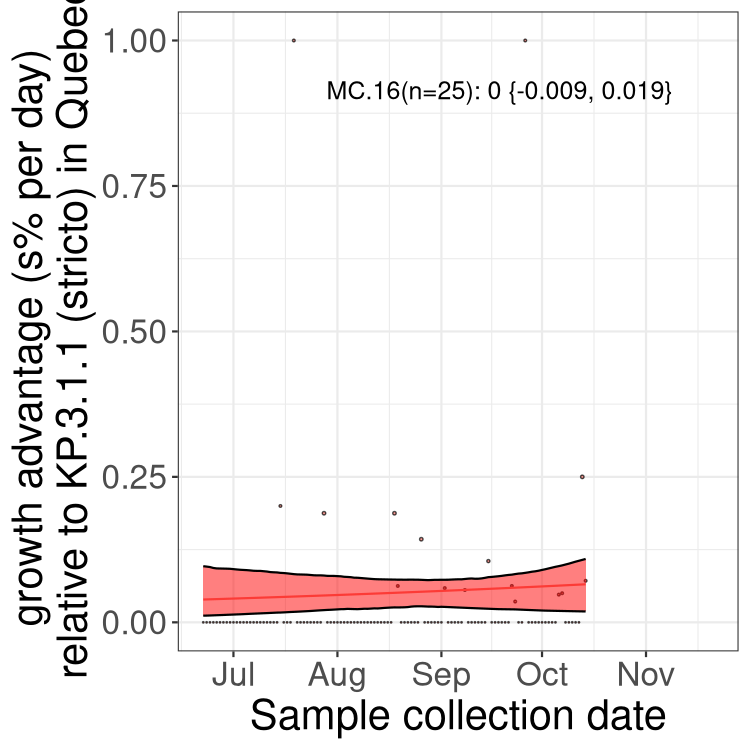 growth advantage (s% per day)
relative to KP.3.1.1 (stricto) in Quebec
1.00
0.75
0.50
0.25
0.00
MC.16(n=25): 0 {-0.009, 0.019}
Jul Aug Sep Oct Nov
Sample collection date